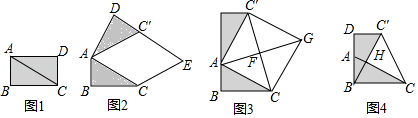 A D B C 图1
D C' A B C E 图2
C' G A F B C 图3
D C' A H B C 图4